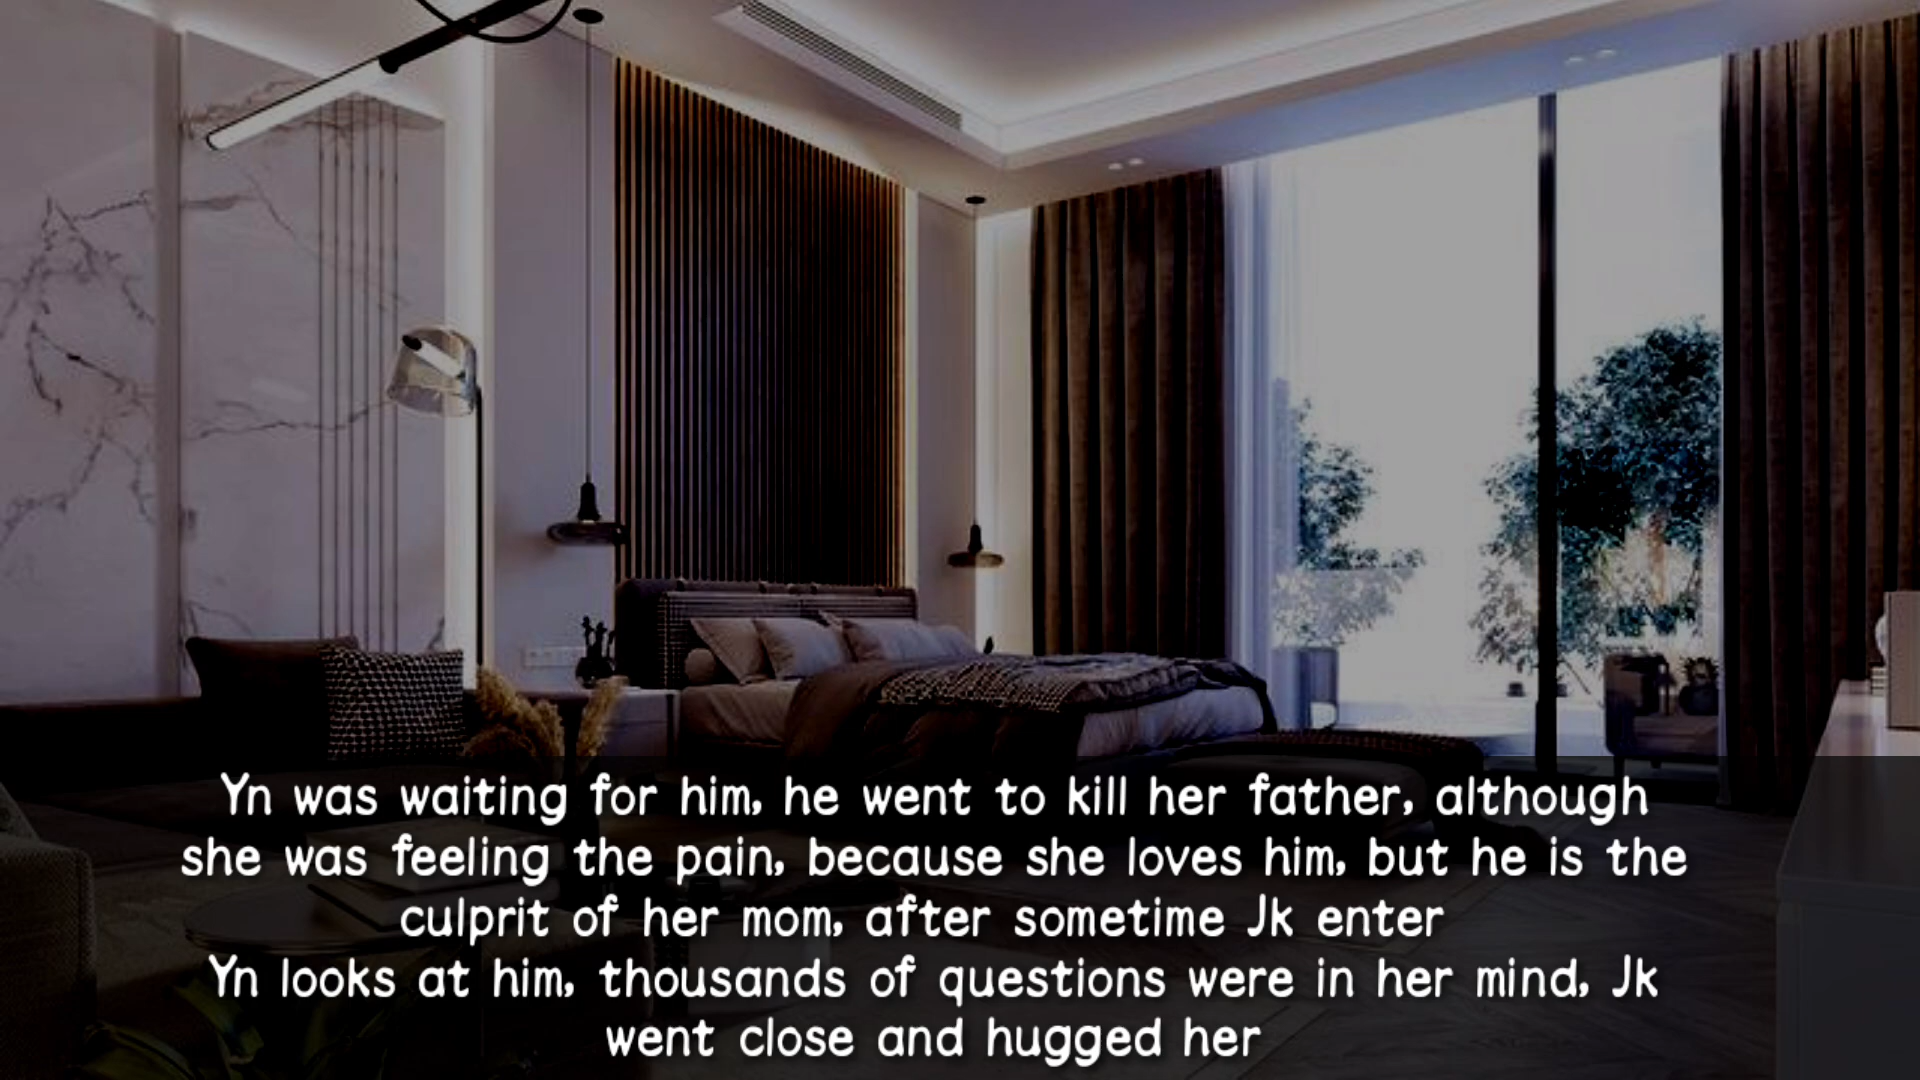 Yn was waiting for him, he went to kill her father, although
she was feeling the pain, because she loves him, but he is the
culprit of her mom, after sometime Jk enter
Yn looks at him, thousands of questions were in her mind, Jk
went close and hugged her